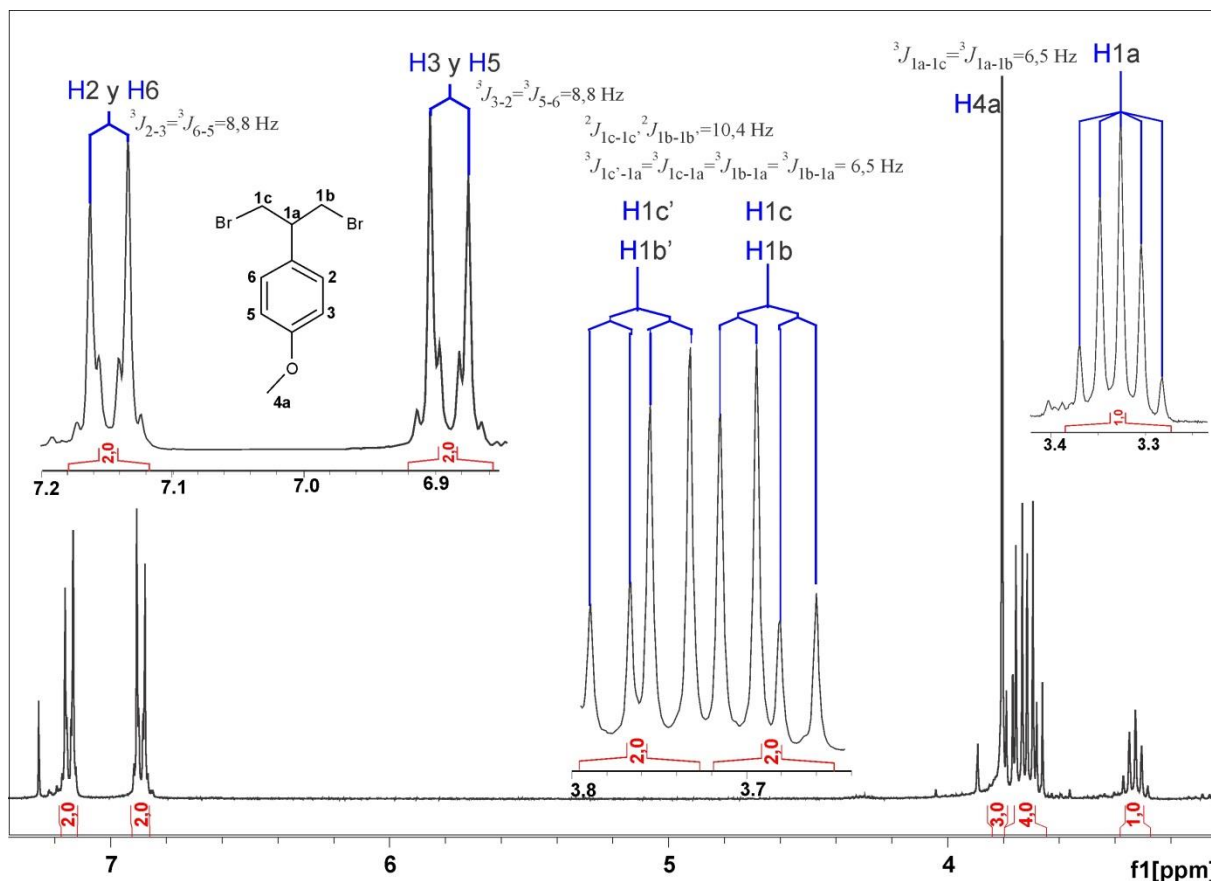 H2 y H6
³J₂₋₃=³J₆₋₅=8,8 Hz
H3 y H5
³J₃₋₂=³J₅₋₆=8,8 Hz
³J₁ₐ₋₁c=³J₁ₐ₋₁b=6,5 Hz
H1a
H4a
²J₁c₋₁c',²J₁b₋₁b'=10,4 Hz
³J₁c'₋₁ₐ=³J₁c₋₁ₐ=³J₁b₋₁ₐ=³J₁b₋₁ₐ= 6,5 Hz
H1c’ H1c
H1b’ H1b
1c 1b
1a
Br Br
6 2
5 3
O
4a
2,0 2,0
7.2 7.1 7.0 6.9
2,0 2,0
3.8 3.7
1,0
3.4 3.3
2,0 2,0 3,0 4,0 1,0
7 6 5 4 f1[ppm]